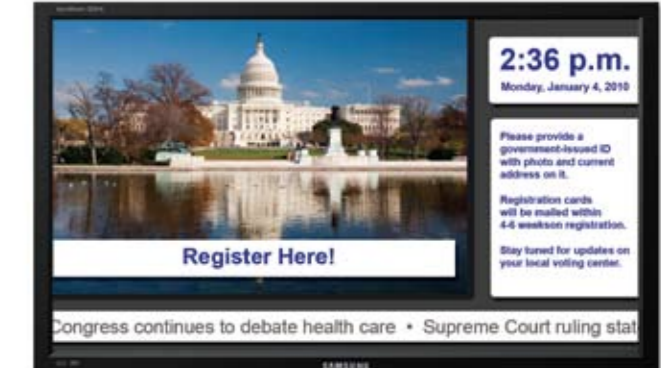 2:36 p.m.
Monday, January 4, 2010
Please provide a
government-issued ID
with photo and current
address on it.
Registration cards
will be mailed within
4-6 weekson registration.
Stay tuned for updates on
your local voting center.
Register Here!
Congress continues to debate health care • Supreme Court ruling stat
SAMSUNG